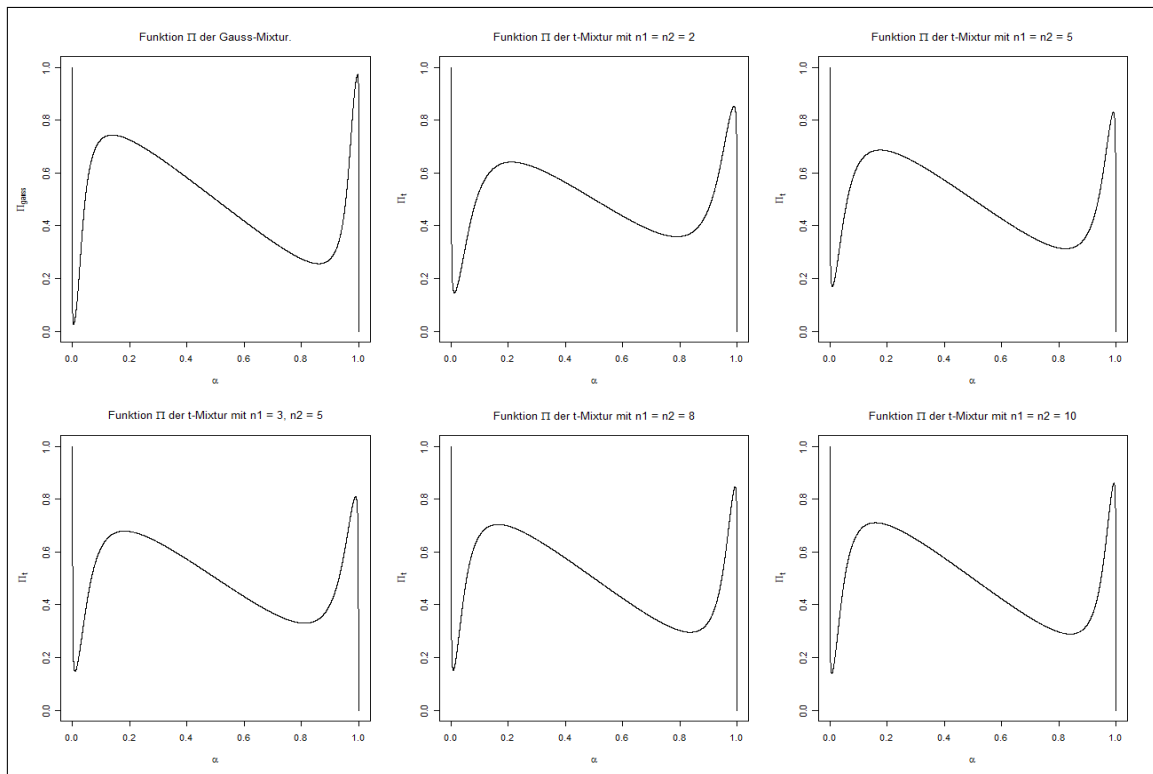 Funktion Π der Gauss-Mixtur.
Π gauss
0.0 0.2 0.4 0.6 0.8 1.0
0.0 0.2 0.4 0.6 0.8 1.0
α
Funktion Π der t-Mixtur mit n1 = n2 = 2
Π t
0.0 0.2 0.4 0.6 0.8 1.0
0.0 0.2 0.4 0.6 0.8 1.0
α
Funktion Π der t-Mixtur mit n1 = n2 = 5
Π t
0.0 0.2 0.4 0.6 0.8 1.0
0.0 0.2 0.4 0.6 0.8 1.0
α
Funktion Π der t-Mixtur mit n1 = 3, n2 = 5
Π t
0.0 0.2 0.4 0.6 0.8 1.0
0.0 0.2 0.4 0.6 0.8 1.0
α
Funktion Π der t-Mixtur mit n1 = n2 = 8
Π t
0.0 0.2 0.4 0.6 0.8 1.0
0.0 0.2 0.4 0.6 0.8 1.0
α
Funktion Π der t-Mixtur mit n1 = n2 = 10
Π t
0.0 0.2 0.4 0.6 0.8 1.0
0.0 0.2 0.4 0.6 0.8 1.0
α